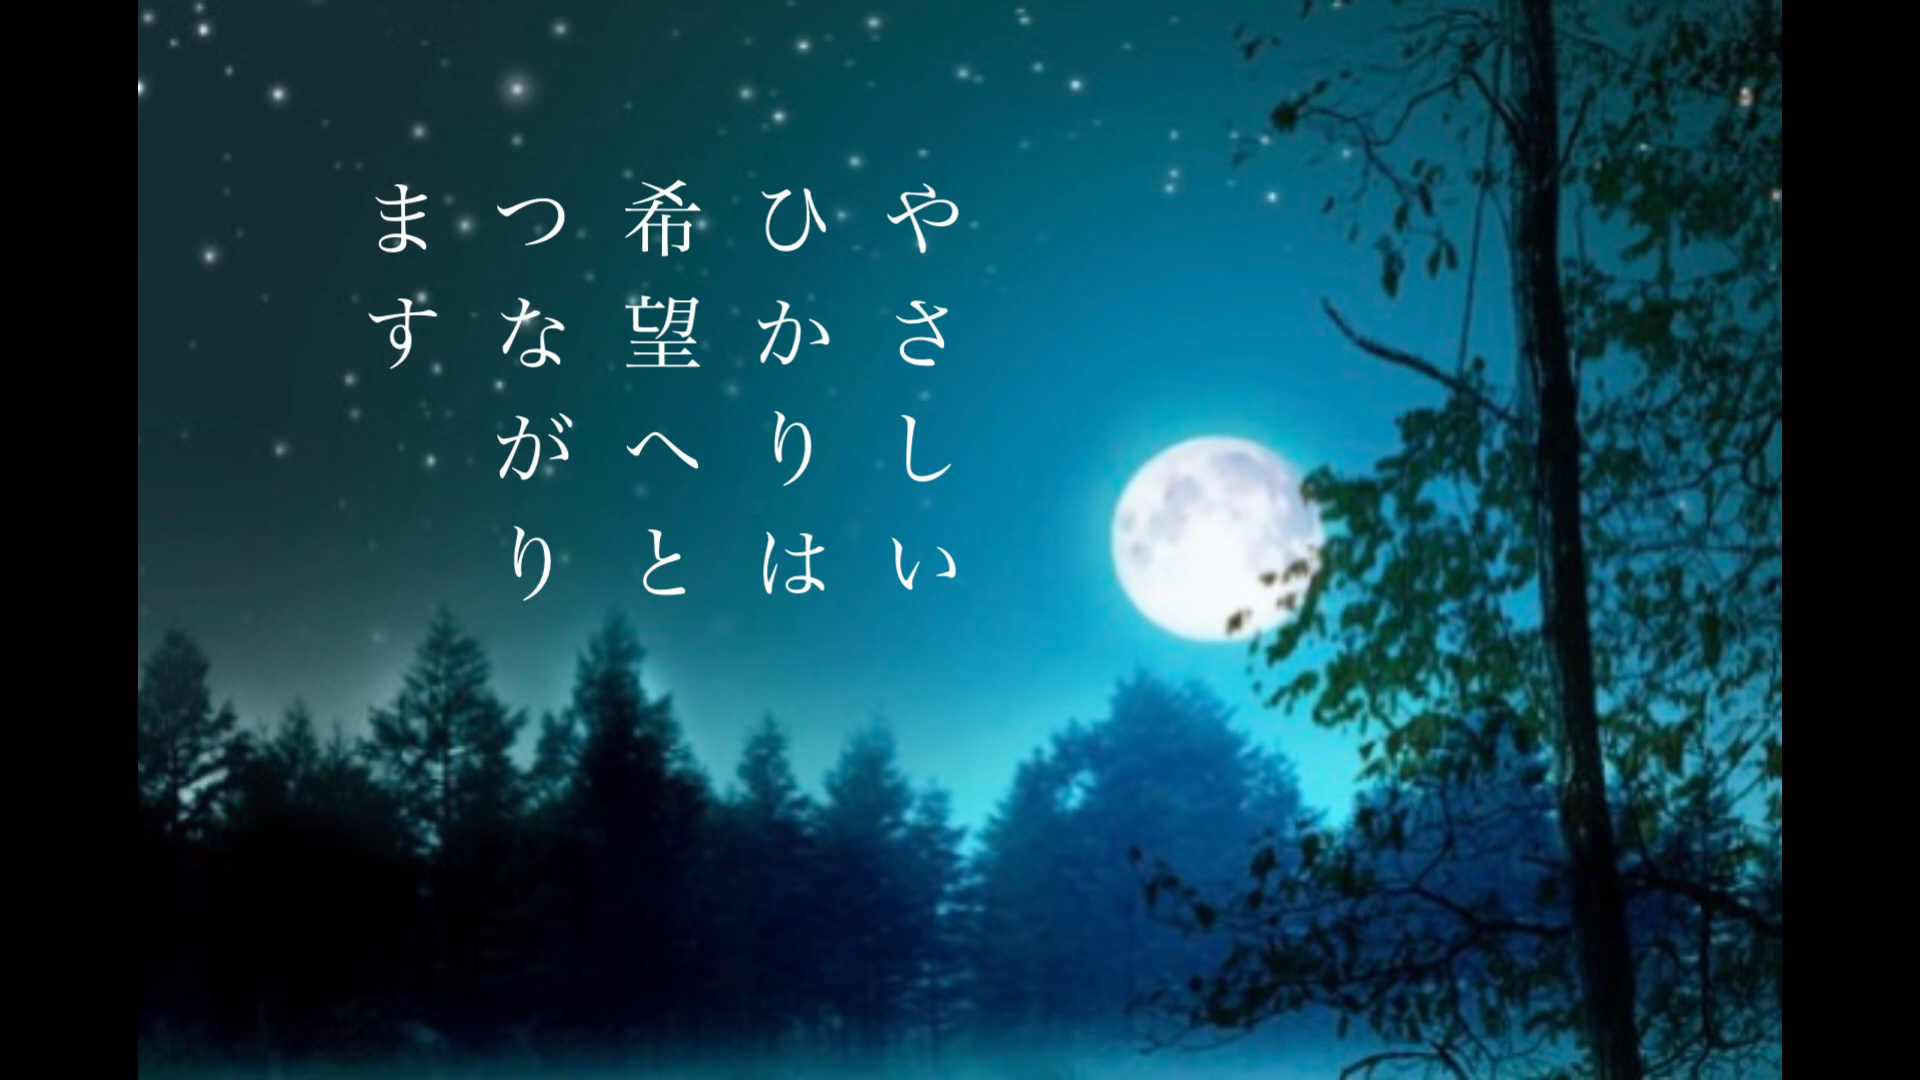 やさしい
ひかりは
希望へと
つながり
ます